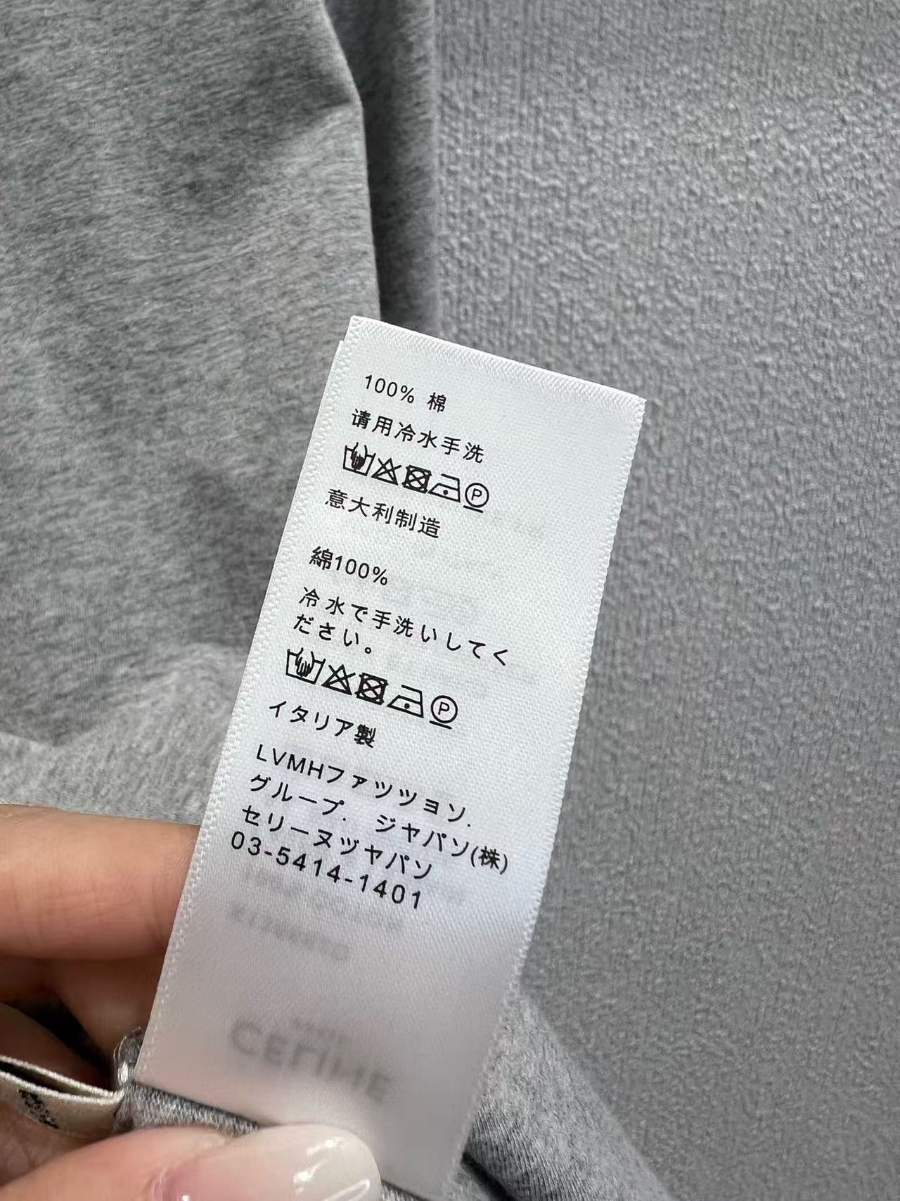 100% 棉
请用冷水手洗
P
意大利制造
綿100%
冷水で手洗いしてく
ださい。
P
イタリア製
LVMHファツツョソ.
グループ. ジャパソ(株)
セリーヌツャパソ
03-5414-1401
CELINE